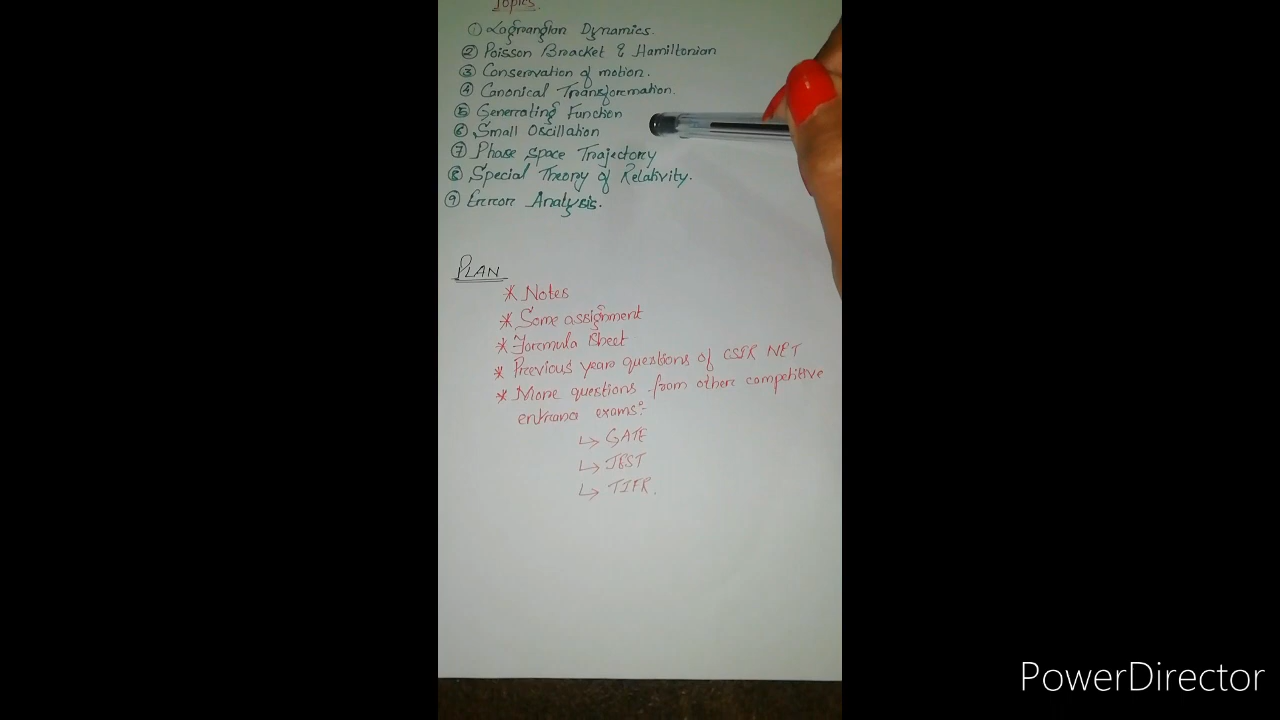 Topics
① Lagrangian Dynamics.
② Poisson Bracket & Hamiltonian
③ Conservation of motion.
④ Canonical Transformation.
⑤ Generating Function
⑥ Small Oscillation
⑦ Phase space Trajectory
⑧ Special Theory of Relativity.
⑨ Error Analysis.
PLAN
* Notes
* Some assignment
* Formula Sheet
* Previous year questions of CSIR NET
* More questions from other competitive
entrance exams:-
↳ GATE
↳ JEST
↳ TIFR.
PowerDirector